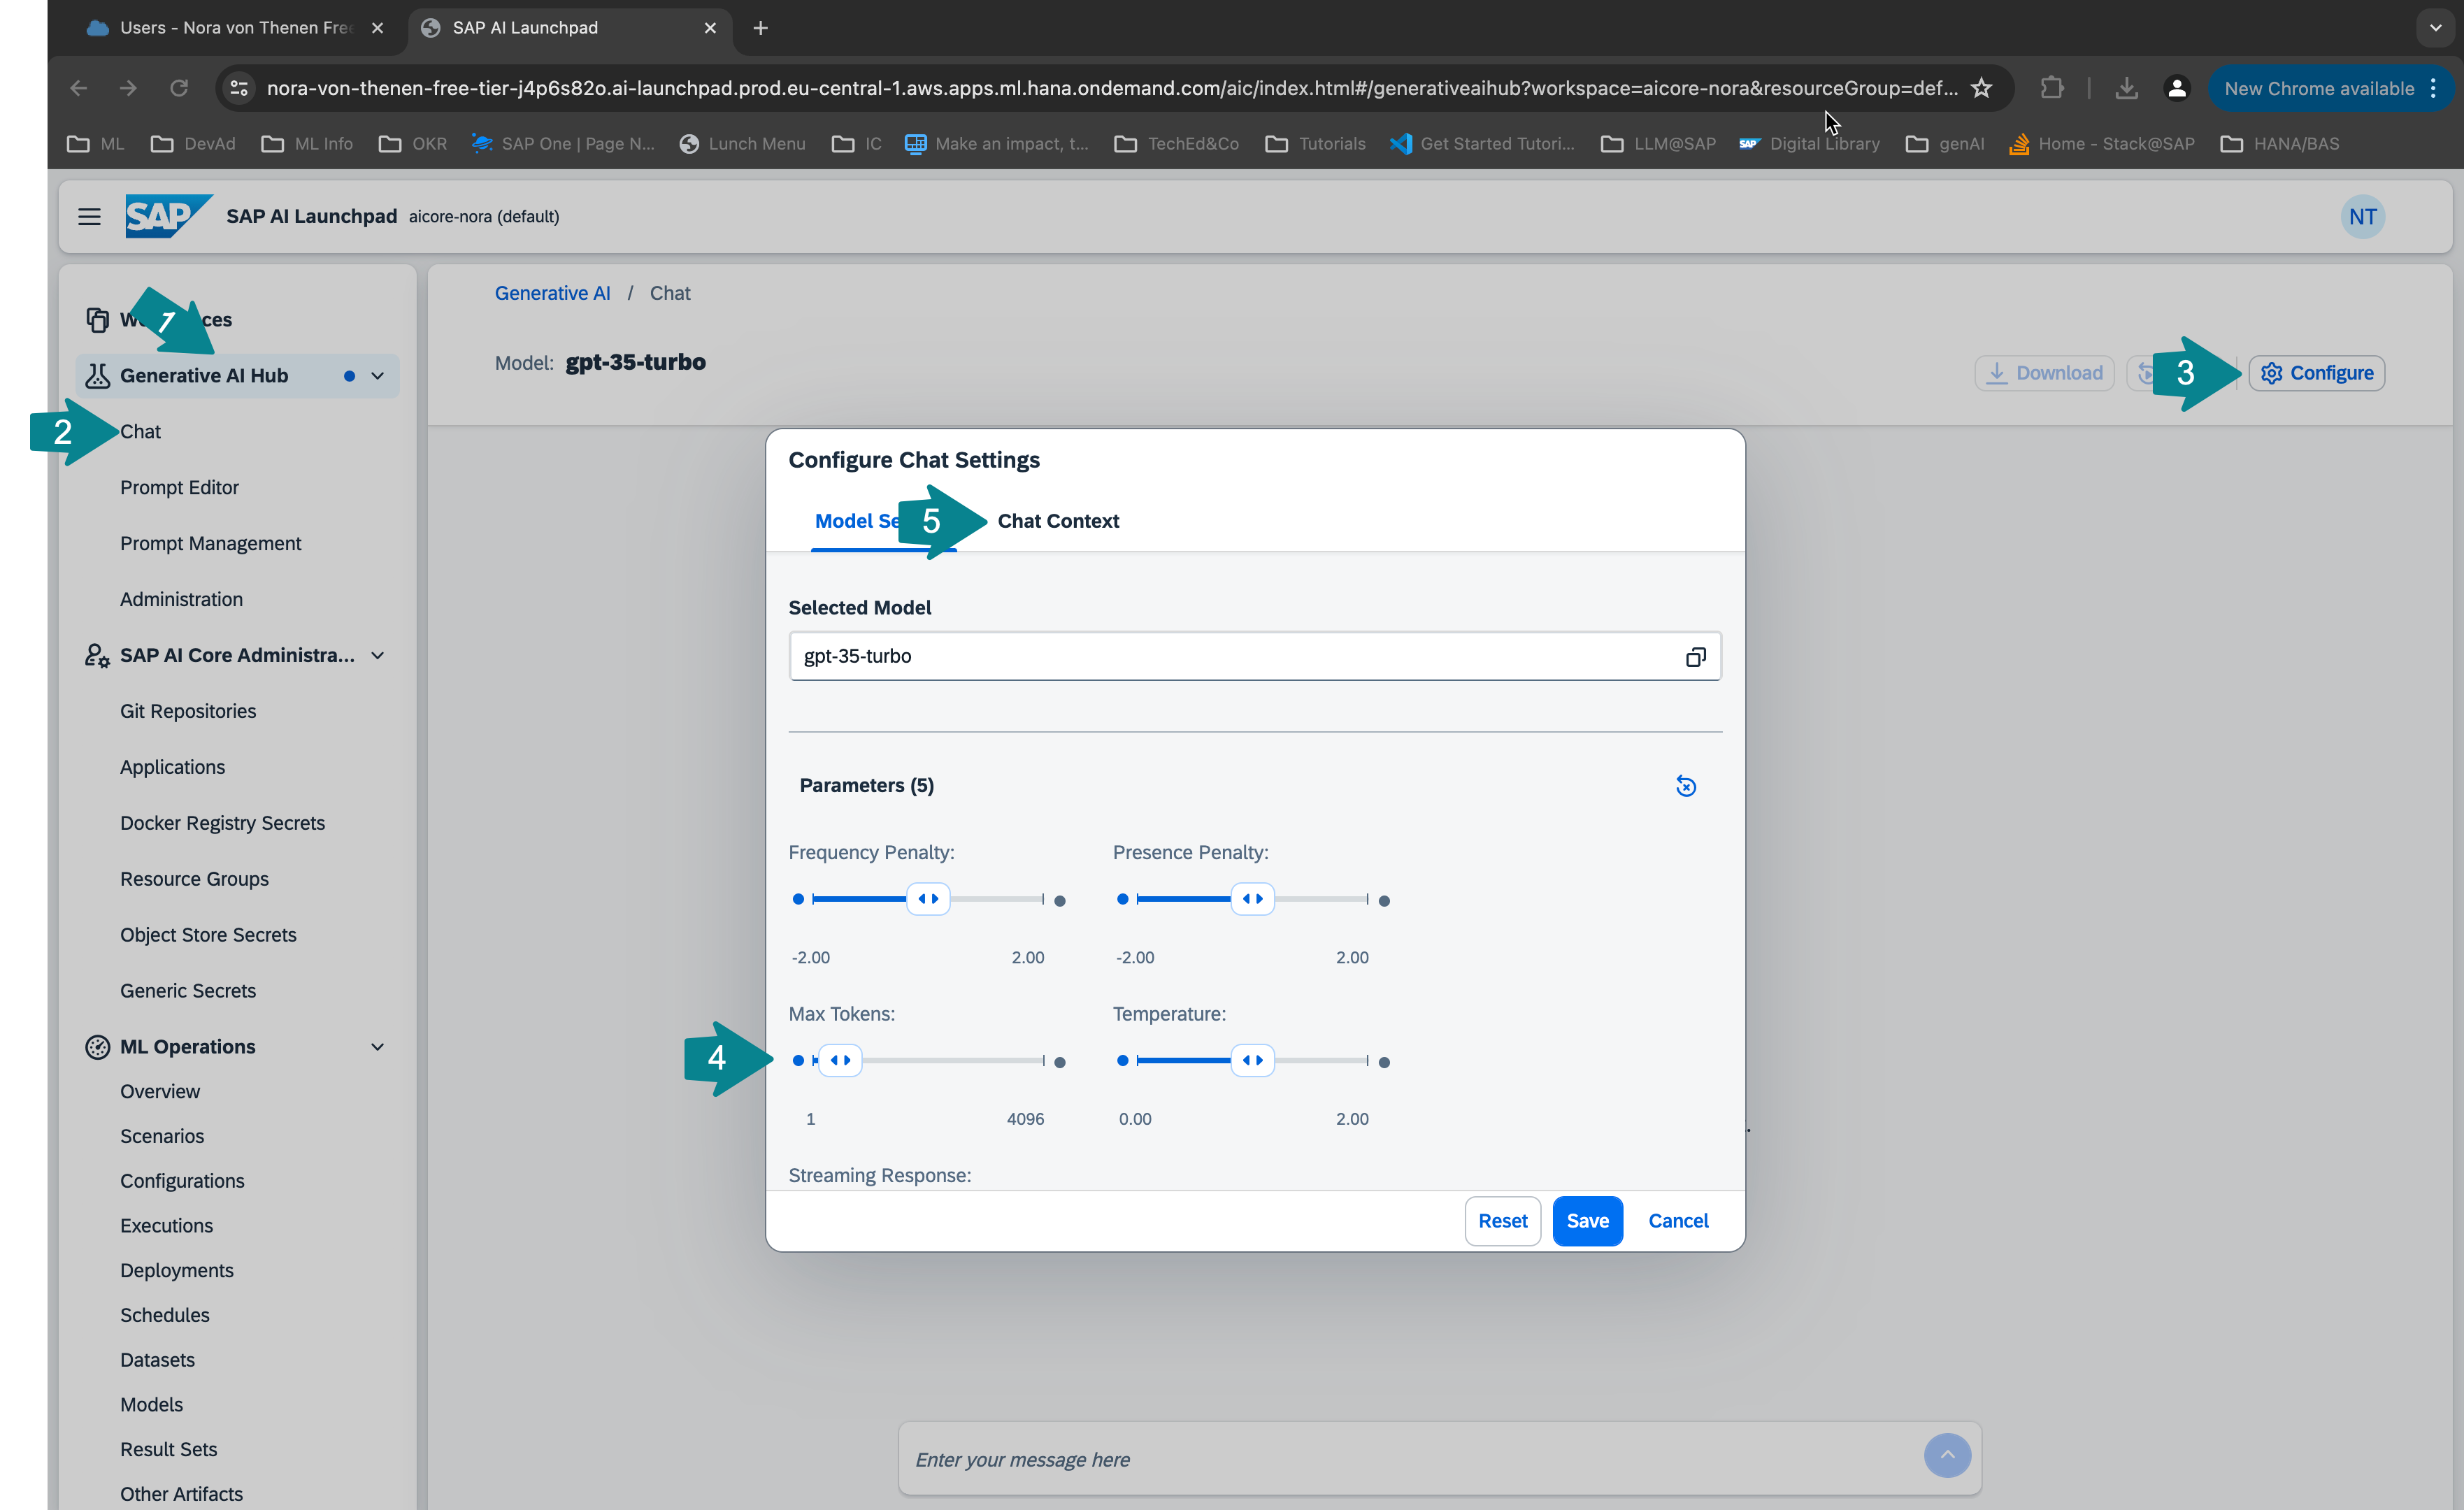 Users - Nora von Thenen Fre
SAP AI Launchpad
nora-von-thenen-free-tier-j4p6s82o.ai-launchpad.prod.eu-central-1.aws.apps.ml.hana.ondemand.com/aic/index.html#/generativeaihub?workspace=aicore-nora&resourceGroup=def...
New Chrome available
ML
DevAd
ML Info
OKR
SAP One | Page N...
Lunch Menu
IC
Make an impact, t...
TechEd&Co
Tutorials
Get Started Tutori...
LLM@SAP
SAP
Digital Library
genAI
Home - Stack@SAP
HANA/BAS
SAP
SAP AI Launchpad
aicore-nora (default)
NT
1
Generative AI Hub
2
Chat
Prompt Editor
Prompt Management
Administration
SAP AI Core Administra...
Git Repositories
Applications
Docker Registry Secrets
Resource Groups
Object Store Secrets
Generic Secrets
ML Operations
Overview
Scenarios
Configurations
Executions
Deployments
Schedules
Datasets
Models
Result Sets
Other Artifacts
Generative AI / Chat
Model: gpt-35-turbo
Download
3
Configure
Configure Chat Settings
Model Se
5
Chat Context
Selected Model
gpt-35-turbo
Parameters (5)
Frequency Penalty:
-2.00 2.00
Presence Penalty:
-2.00 2.00
4
Max Tokens:
1 4096
Temperature:
0.00 2.00
Streaming Response:
Reset
Save
Cancel
.
Enter your message here